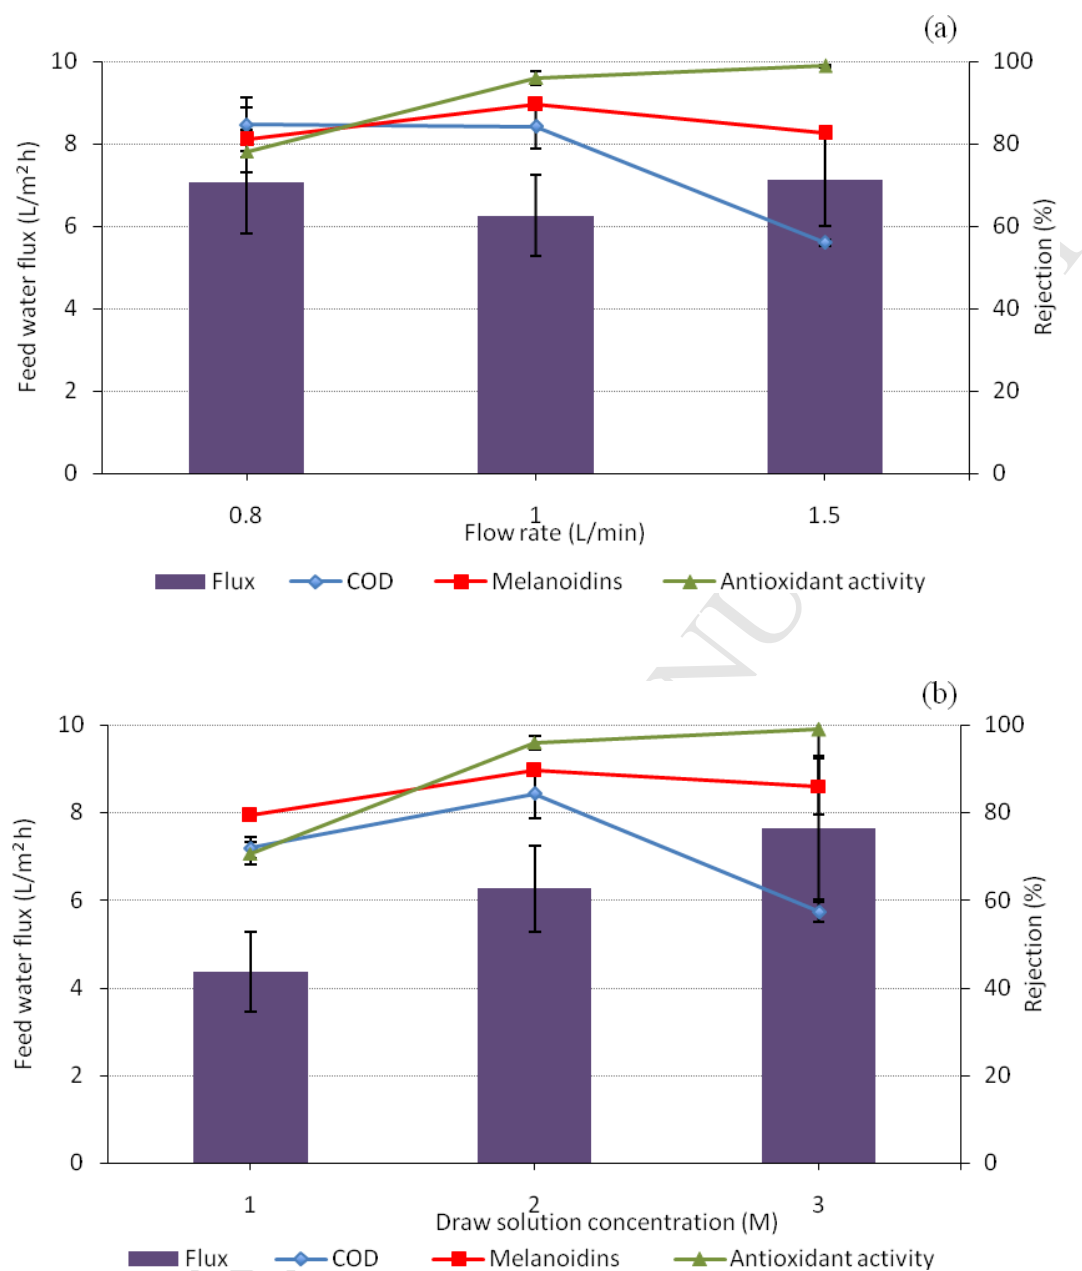 (a)
10
8
6
4
2
0
Feed water flux (L/m²h)
100
80
60
40
20
0
Rejection (%)
0.8 1 1.5
Flow rate (L/min)
Flux COD Melanoidins Antioxidant activity
(b)
10
8
6
4
2
0
Feed water flux (L/m²h)
100
80
60
40
20
0
Rejection (%)
1 2 3
Draw solution concentration (M)
Flux COD Melanoidins Antioxidant activity